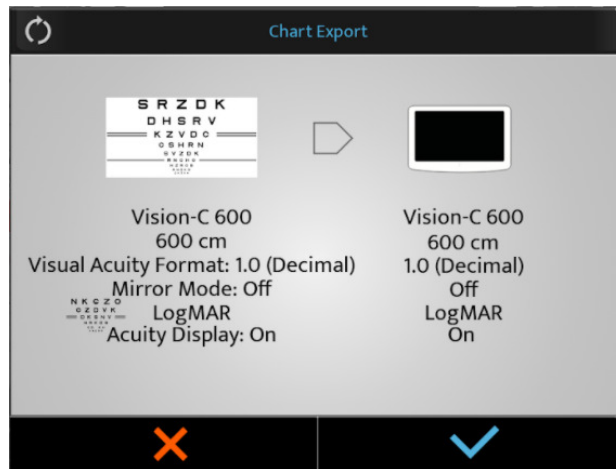 Chart Export
S R Z D K
D H S R V
K Z V D C
O S H R N
Vision-C 600
600 cm
Visual Acuity Format: 1.0 (Decimal)
Mirror Mode: Off
LogMAR
Acuity Display: On
N K C Z O
Vision-C 600
600 cm
1.0 (Decimal)
Off
LogMAR
On